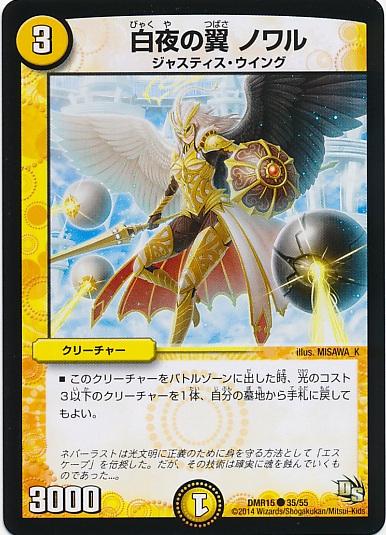 3
びゃく や つばさ
白夜の翼 ノワル
ジャスティス・ウイング
クリーチャー
illus. MISAWA_K
■ このクリーチャーをバトルゾーンに出した時、光のコスト
3以下のクリーチャーを1体、自分の墓地から手札に戻して
もよい。
ネバーラストは光文明に正義のために身を守る方法として「エス
ケープ」を伝授した。だが、その技術は確実に魂を蝕んでいくもの
であった…。
3000
1
DS
DMR15 ● 35/55
©2014 Wizards/Shogakukan/Mitsui-Kids